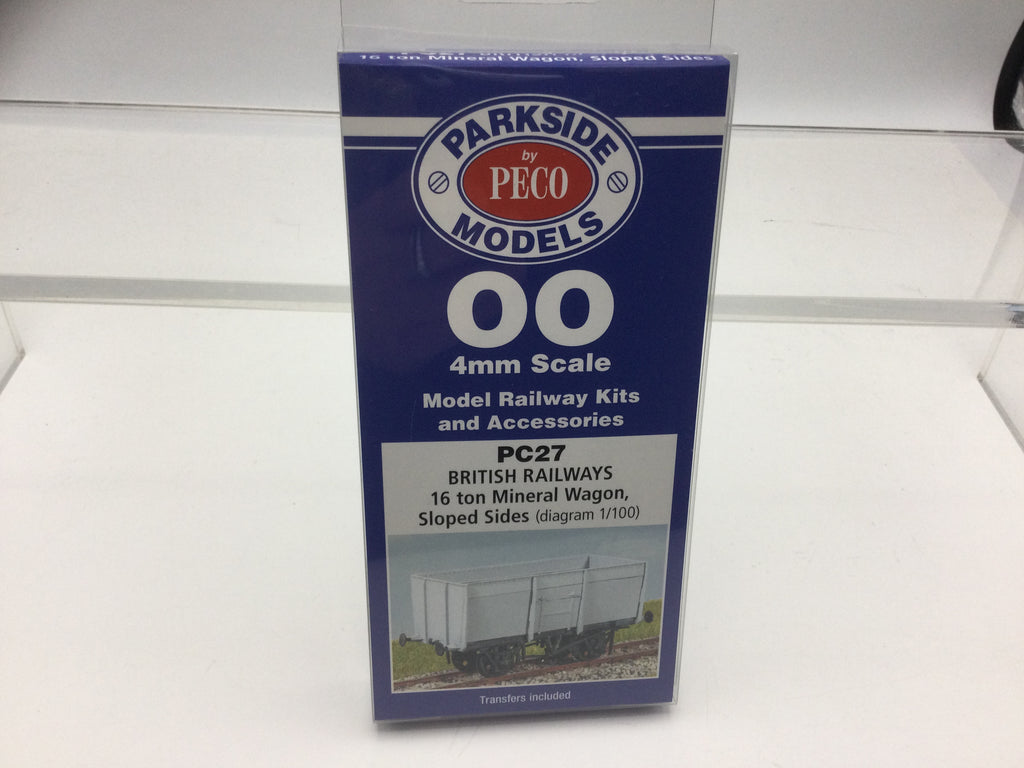 PC27
16 ton Mineral Wagon, Sloped Sides
PARKSIDE
by
PECO
MODELS
OO
4mm Scale
Model Railway Kits
and Accessories
PC27
BRITISH RAILWAYS
16 ton Mineral Wagon,
Sloped Sides (diagram 1/100)
Transfers included